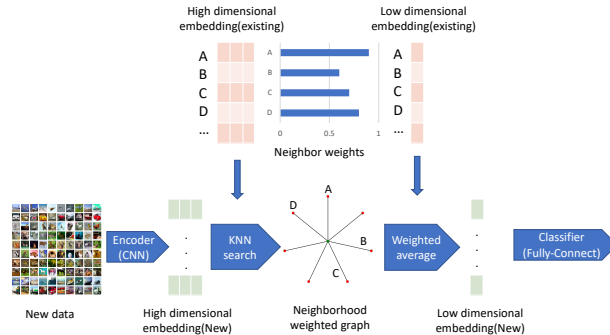 High dimensional
embedding(existing)
Low dimensional
embedding(existing)
A
B
C
D
...
A
B
C
D
0
0.5
1
Neighbor weights
A
B
C
D
...
A
D
B
C
Encoder
(CNN)
KNN
search
Weighted
average
Classifier
(Fully-Connect)
New data
High dimensional
embedding(New)
Neighborhood
weighted graph
Low dimensional
embedding(New)